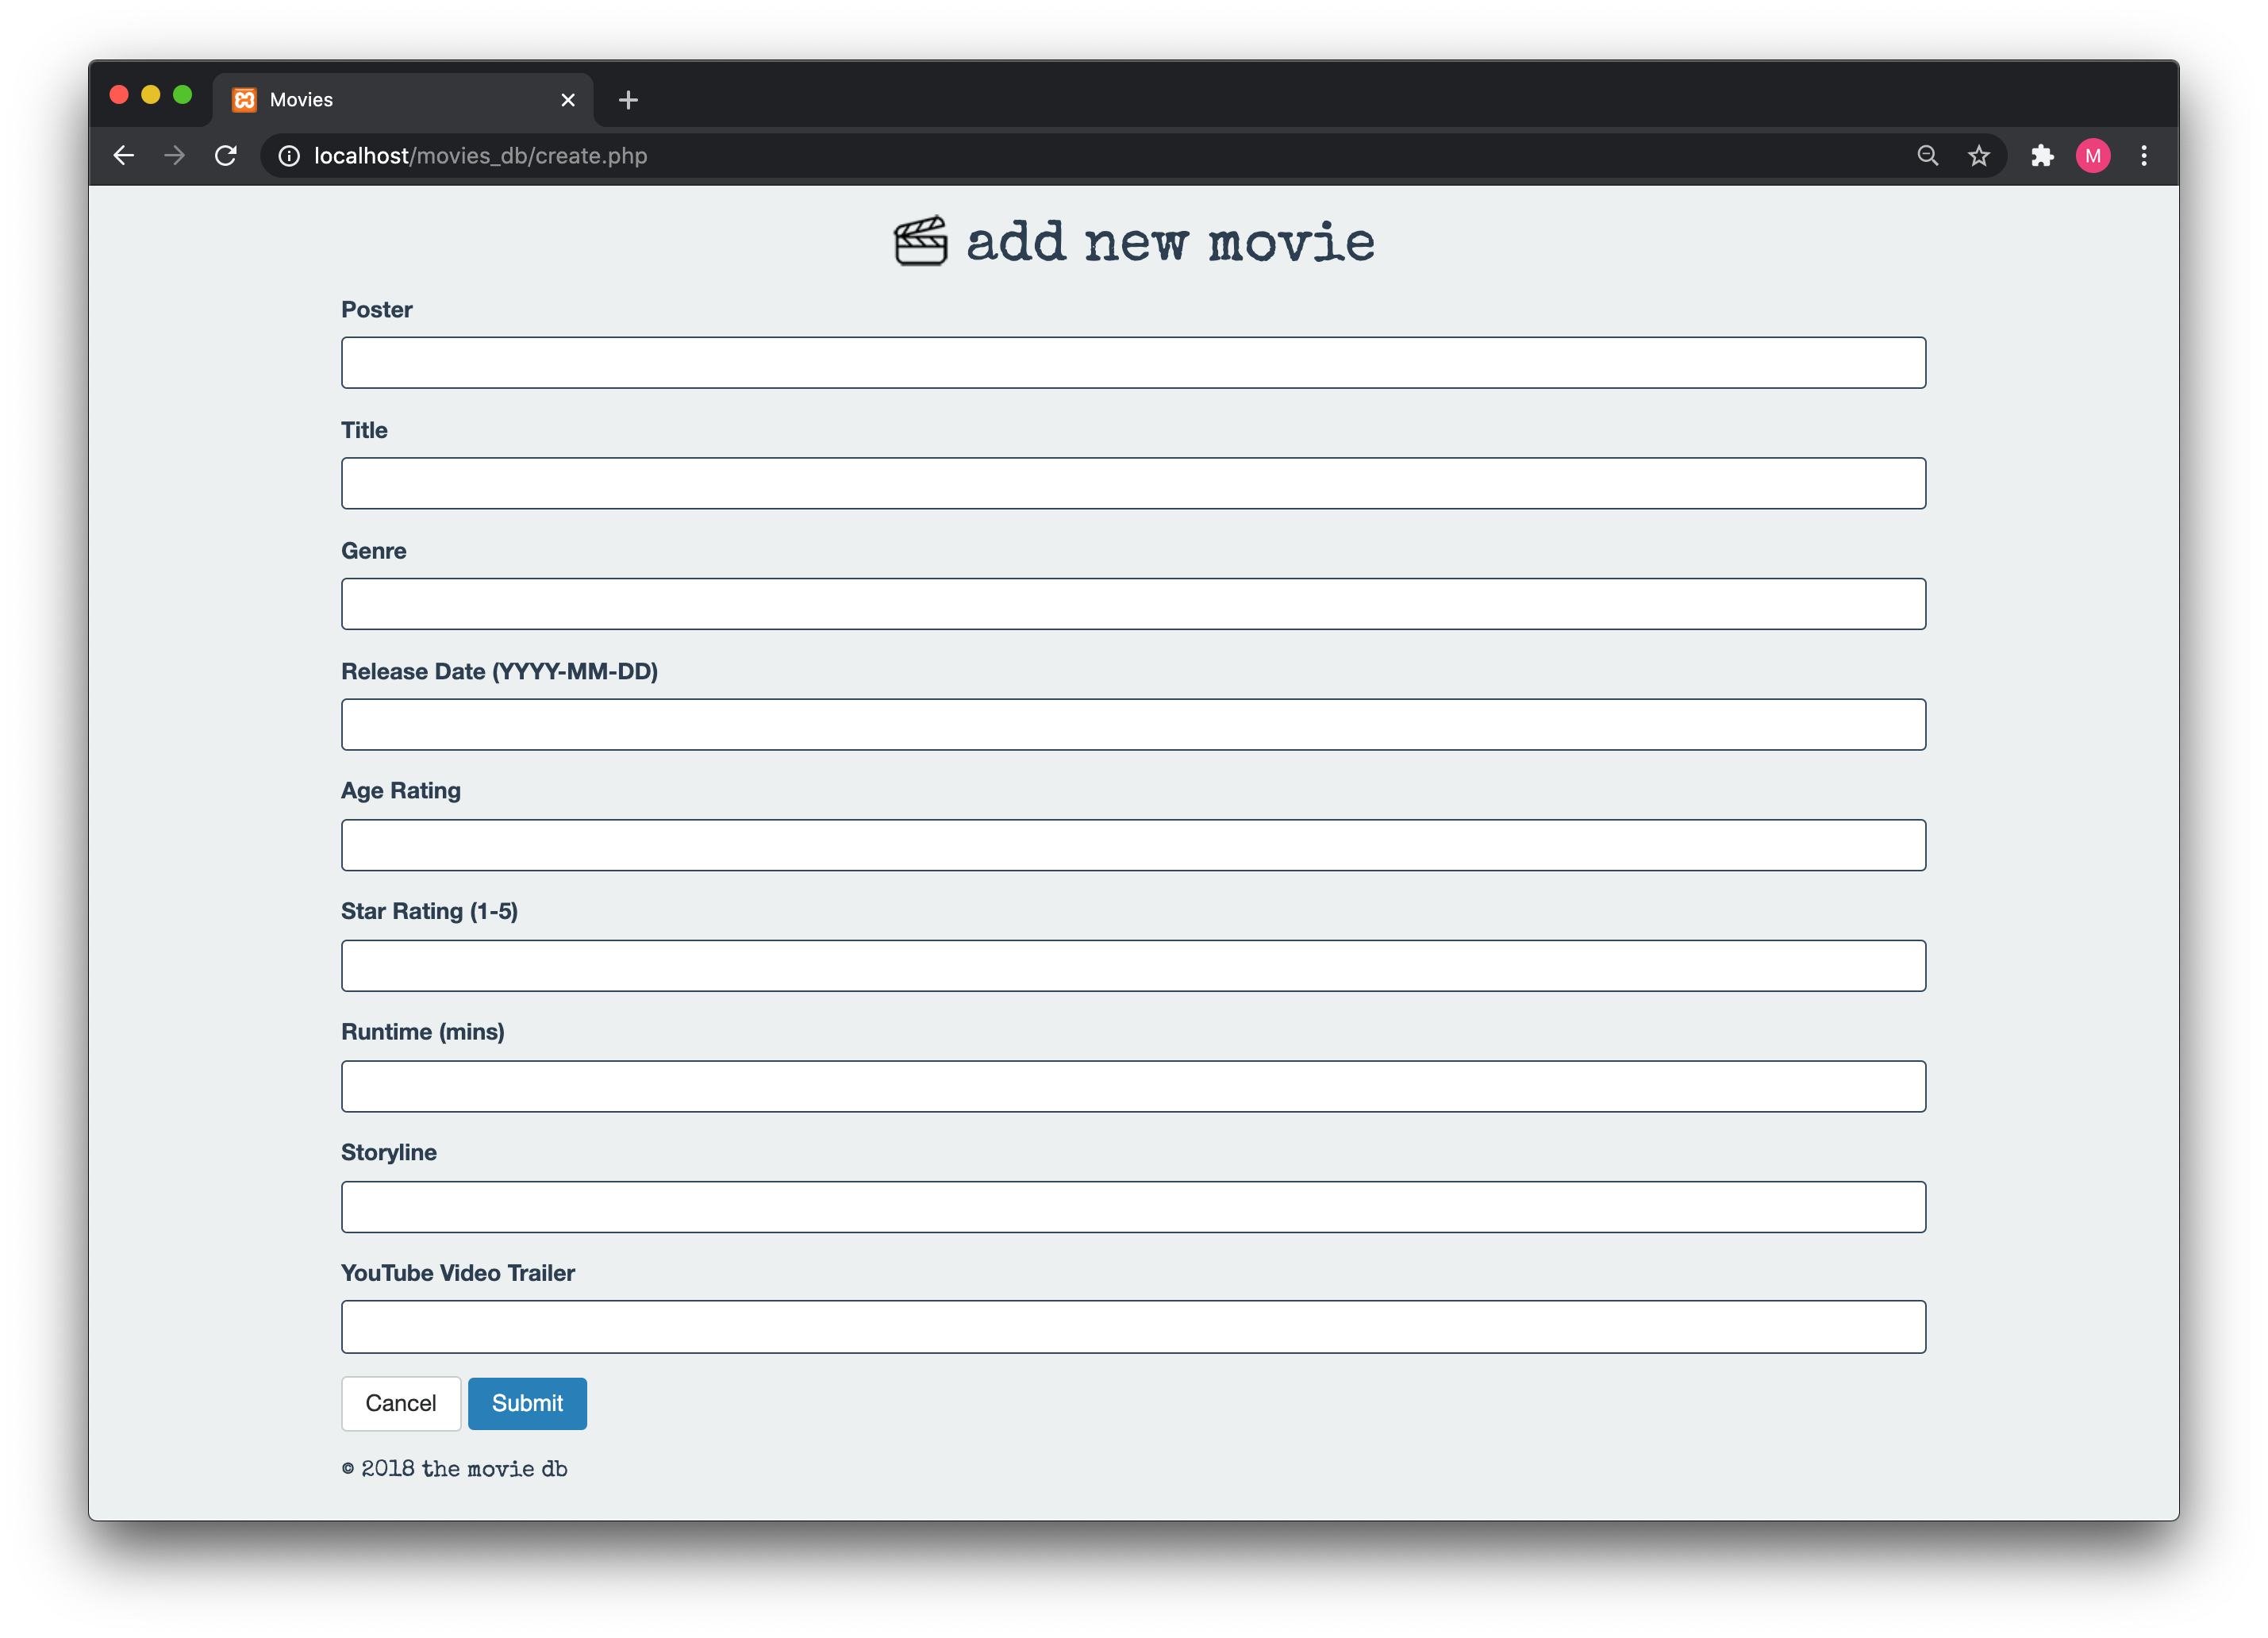 Movies
localhost/movies_db/create.php
M
add new movie
Poster
Title
Genre
Release Date (YYYY-MM-DD)
Age Rating
Star Rating (1-5)
Runtime (mins)
Storyline
YouTube Video Trailer
Cancel Submit
© 2018 the movie db